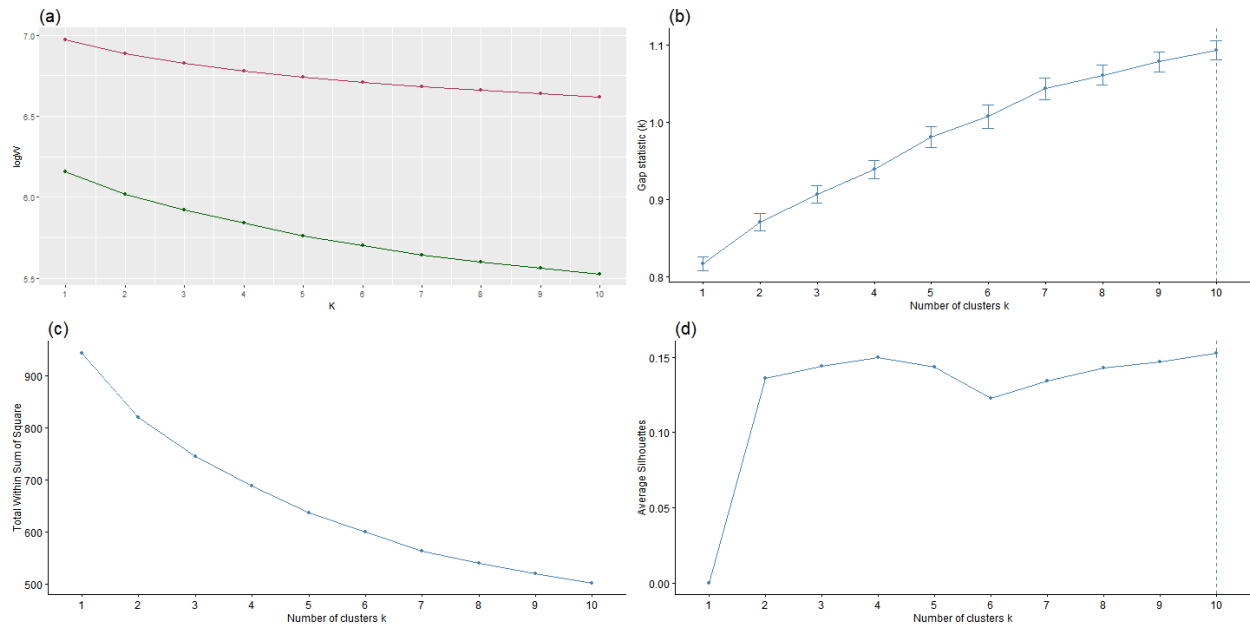 (a)
7.0
6.5
6.0
5.5
logW
1 2 3 4 5 6 7 8 9 10
K
(b)
1.1
1.0
0.9
0.8
Gap statistic (k)
1 2 3 4 5 6 7 8 9 10
Number of clusters k
(c)
900
800
700
600
500
Total Within Sum of Square
1 2 3 4 5 6 7 8 9 10
Number of clusters k
(d)
0.15
0.10
0.05
0.00
Average Silhouettes
1 2 3 4 5 6 7 8 9 10
Number of clusters k